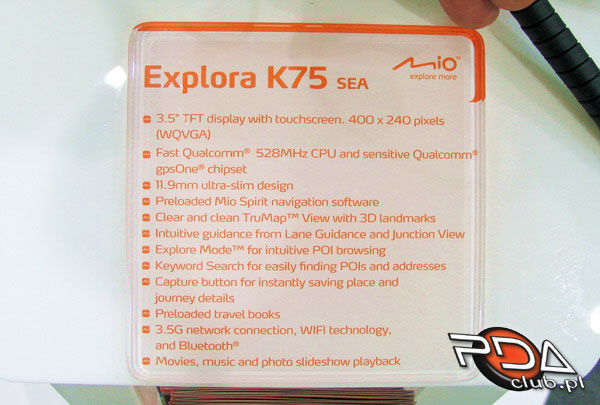 Explora K75 SEA
MiO™
explore more
3.5" TFT display with touchscreen. 400 x 240 pixels
(WQVGA)
Fast Qualcomm® 528MHz CPU and sensitive Qualcomm®
gpsOne® chipset
11.9mm ultra-slim design
Preloaded Mio Spirit navigation software
Clear and clean TruMap™ View with 3D landmarks
Intuitive guidance from Lane Guidance and Junction View
Explore Mode™ for intuitive POI browsing
Keyword Search for easily finding POIs and addresses
Capture button for instantly saving place and
journey details
Preloaded travel books
3.5G network connection, WIFI technology,
and Bluetooth®
Movies, music and photo slideshow playback
PDA
club.pl